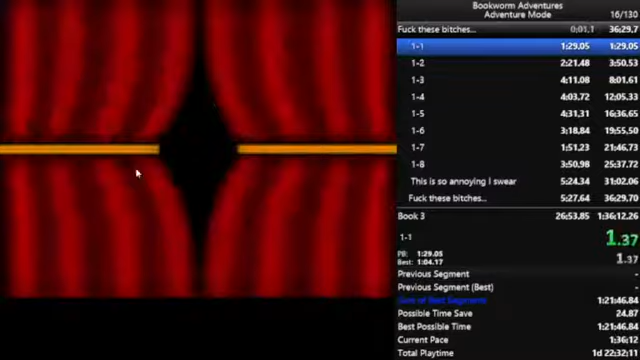 Bookworm Adventures
Adventure Mode 16/130
Fuck these bitches... 0:01.1 36:29.7
1-1 1:29.05 1:29.05
1-2 2:21.48 3:50.53
1-3 4:11.08 8:01.61
1-4 4:03.72 12:05.33
1-5 4:31.31 16:36.65
1-6 3:18.84 19:55.50
1-7 1:51.23 21:46.73
1-8 3:50.98 25:37.72
This is so annoying I swear 5:24.34 31:02.06
Fuck these bitches... 5:27.64 36:29.70
Book 3 26:53.85 1:36:12.26
1-1 1.37
PB: 1:29.05 1.37
Best: 1:04.17
Previous Segment -
Previous Segment (Best) -
Sum of Best Segments 1:21:46.84
Possible Time Save 24.87
Best Possible Time 1:21:46.84
Current Pace 1:36:12
Total Playtime 1d 22:32:11